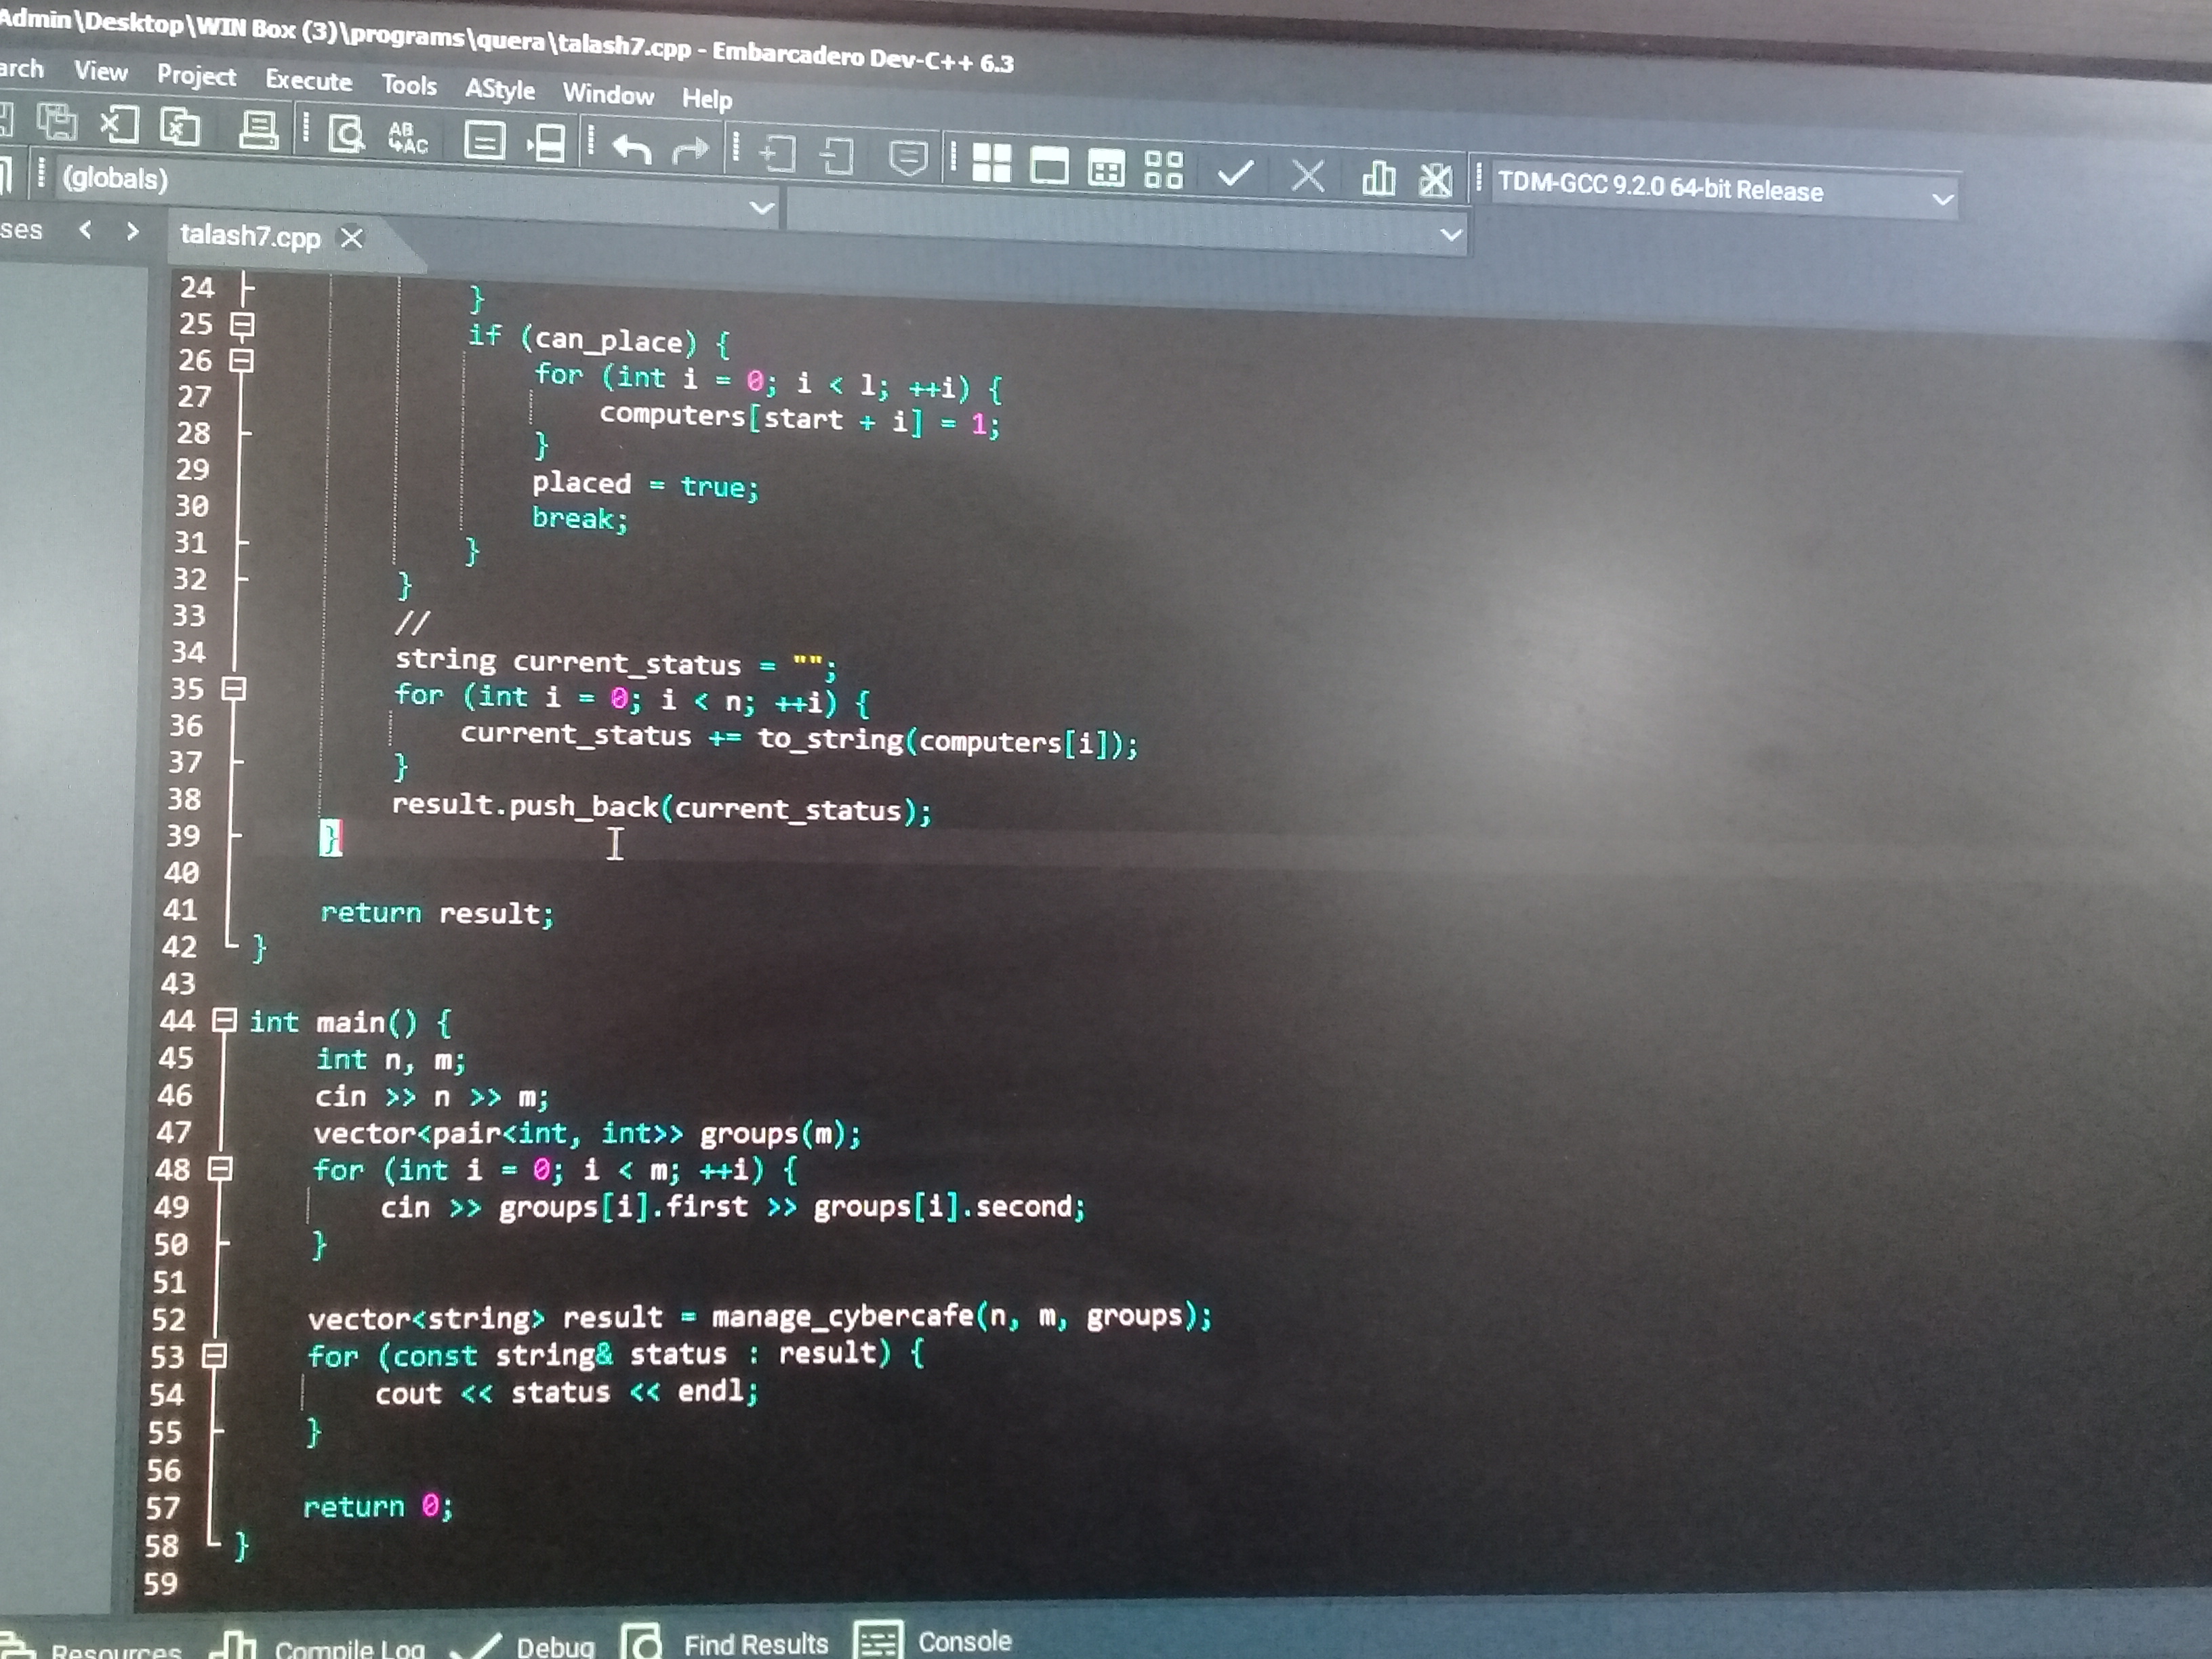 Admin\Desktop\WIN Box (3)\programs\quera\talash7.cpp - Embarcadero Dev-C++ 6.3
arch View Project Execute Tools AStyle Window Help
(globals)
TDM-GCC 9.2.0 64-bit Release
ses < > talash7.cpp
24 }
25 if (can_place) {
26 for (int i = 0; i < l; ++i) {
27 computers[start + i] = 1;
28 }
29 placed = true;
30 break;
31 }
32 }
33 //
34 string current_status = "";
35 for (int i = 0; i < n; ++i) {
36 current_status += to_string(computers[i]);
37 }
38 result.push_back(current_status);
39 }
40
41 return result;
42 }
43
44 int main() {
45 int n, m;
46 cin >> n >> m;
47 vector<pair<int, int>> groups(m);
48 for (int i = 0; i < m; ++i) {
49 cin >> groups[i].first >> groups[i].second;
50 }
51
52 vector<string> result = manage_cybercafe(n, m, groups);
53 for (const string& status : result) {
54 cout << status << endl;
55 }
56
57 return 0;
58 }
59
Resources Compile Log Debug Find Results Console